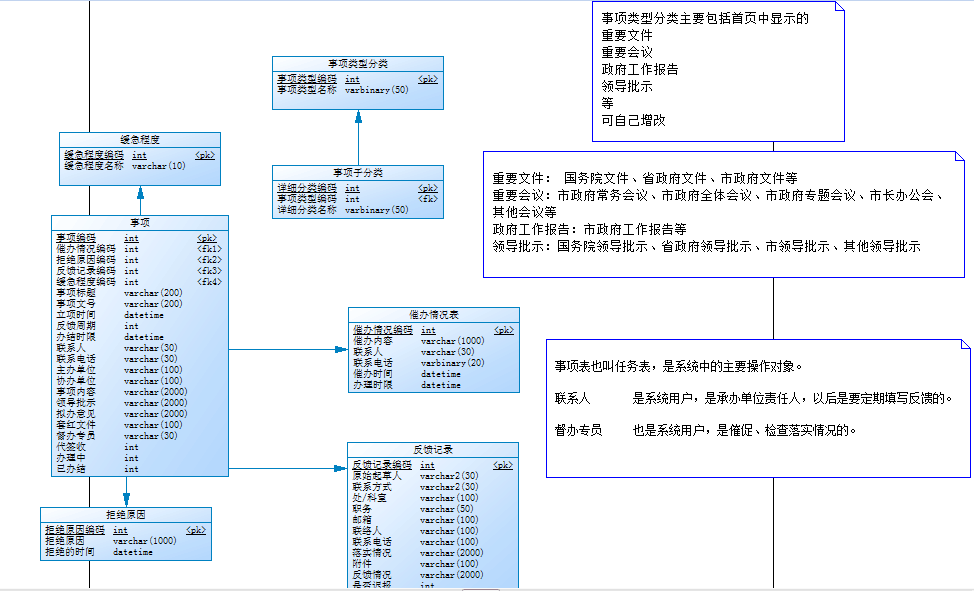 事项类型分类
事项类型编码 int <pk>
事项类型名称 varbinary(50)
事项子分类
详细分类编码 int <pk>
事项类型编码 int <fk>
详细分类名称 varbinary(50)
缓急程度
缓急程度编码 int <pk>
缓急程度名称 varchar(10)
事项
事项编码 int <pk>
催办情况编码 int <fk1>
拒绝原因编码 int <fk2>
反馈记录编码 int <fk3>
缓急程度编码 int <fk4>
事项标题 varchar(200)
事项文号 varchar(200)
立项时间 datetime
反馈周期 int
办结时限 datetime
联系人 varchar(30)
联系电话 varchar(30)
主办单位 varchar(100)
协办单位 varchar(100)
事项内容 varchar(2000)
领导批示 varchar(2000)
拟办意见 varchar(2000)
套红文件 varchar(100)
督办专员 varchar(30)
代签收 int
办理中 int
已办结 int
拒绝原因
拒绝原因编码 int <pk>
拒绝原因 varchar(1000)
拒绝的时间 datetime
催办情况表
催办情况编码 int <pk>
催办内容 varchar(1000)
联系人 varchar(30)
联系电话 varbinary(20)
催办时间 datetime
办理时限 datetime
反馈记录
反馈记录编码 int <pk>
原始起草人 varchar2(30)
联系方式 varchar2(30)
处/科室 varchar(100)
职务 varchar(50)
邮箱 varchar(100)
联络人 varchar(100)
联系电话 varchar(100)
落实情况 varchar(2000)
附件 varchar(100)
反馈情况 varchar(2000)
是否退报 int
事项类型分类主要包括首页中显示的
重要文件
重要会议
政府工作报告
领导批示
等
可自己增改
重要文件： 国务院文件、省政府文件、市政府文件等
重要会议：市政府常务会议、市政府全体会议、市政府专题会议、市长办公会、
其他会议等
政府工作报告：市政府工作报告等
领导批示：国务院领导批示、省政府领导批示、市领导批示、其他领导批示
事项表也叫任务表，是系统中的主要操作对象。
联系人 是系统用户，是承办单位责任人，以后是要定期填写反馈的。
督办专员 也是系统用户，是催促、检查落实情况的。